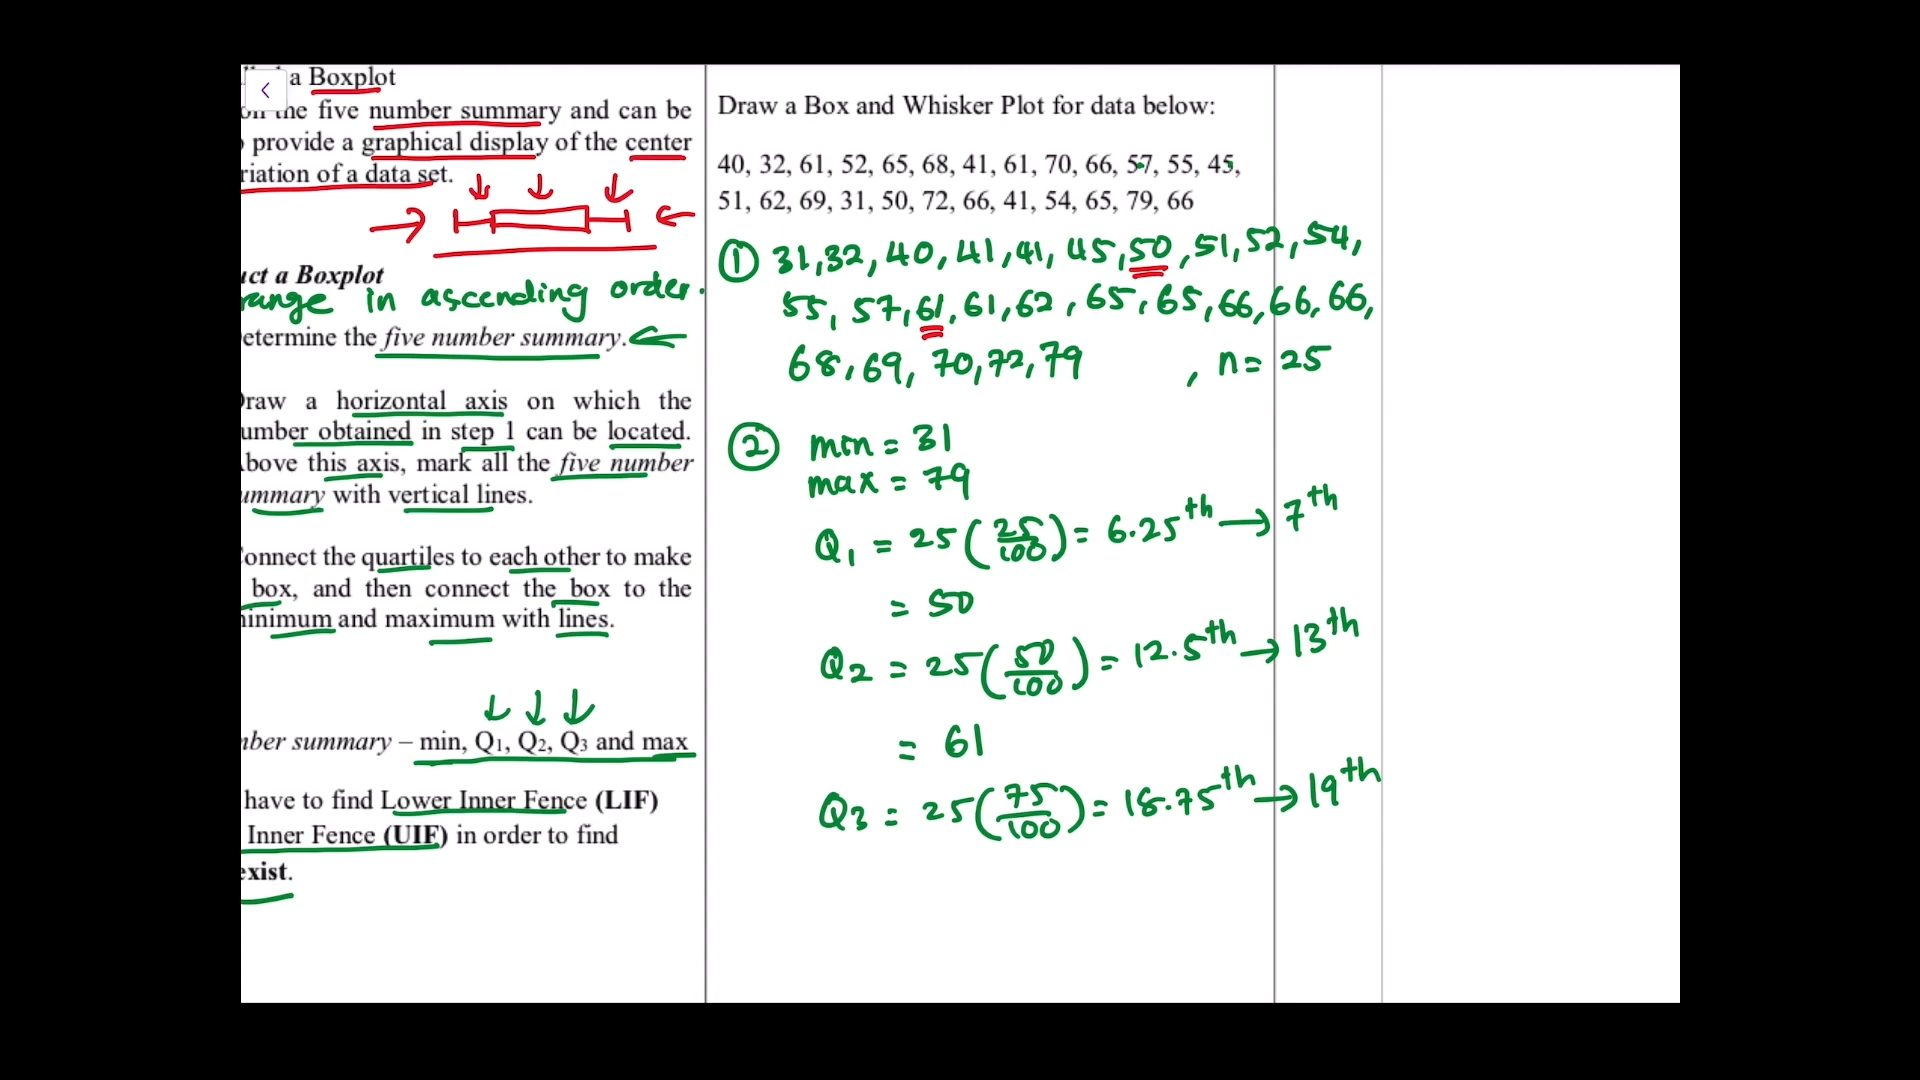 a Boxplot
the five number summary and can be
provide a graphical display of the center
riation of a data set.
uct a Boxplot
range in ascending order.
etermine the five number summary.
raw a horizontal axis on which the
umber obtained in step 1 can be located.
bove this axis, mark all the five number
ummary with vertical lines.
onnect the quartiles to each other to make
box, and then connect the box to the
inimum and maximum with lines.
ber summary – min, Q1, Q2, Q3 and max
have to find Lower Inner Fence (LIF)
Inner Fence (UIF) in order to find
exist.
Draw a Box and Whisker Plot for data below:
40, 32, 61, 52, 65, 68, 41, 61, 70, 66, 57, 55, 45,
51, 62, 69, 31, 50, 72, 66, 41, 54, 65, 79, 66
① 31, 32, 40, 41, 41, 45, 50, 51, 52, 54,
55, 57, 61, 61, 62, 65, 65, 66, 66, 66,
68, 69, 70, 72, 79 , n = 25
② min = 31
max = 79
Q1 = 25 (25/100) = 6.25th → 7th
= 50
Q2 = 25 (50/100) = 12.5th → 13th
= 61
Q3 = 25 (75/100) = 18.75th → 19th